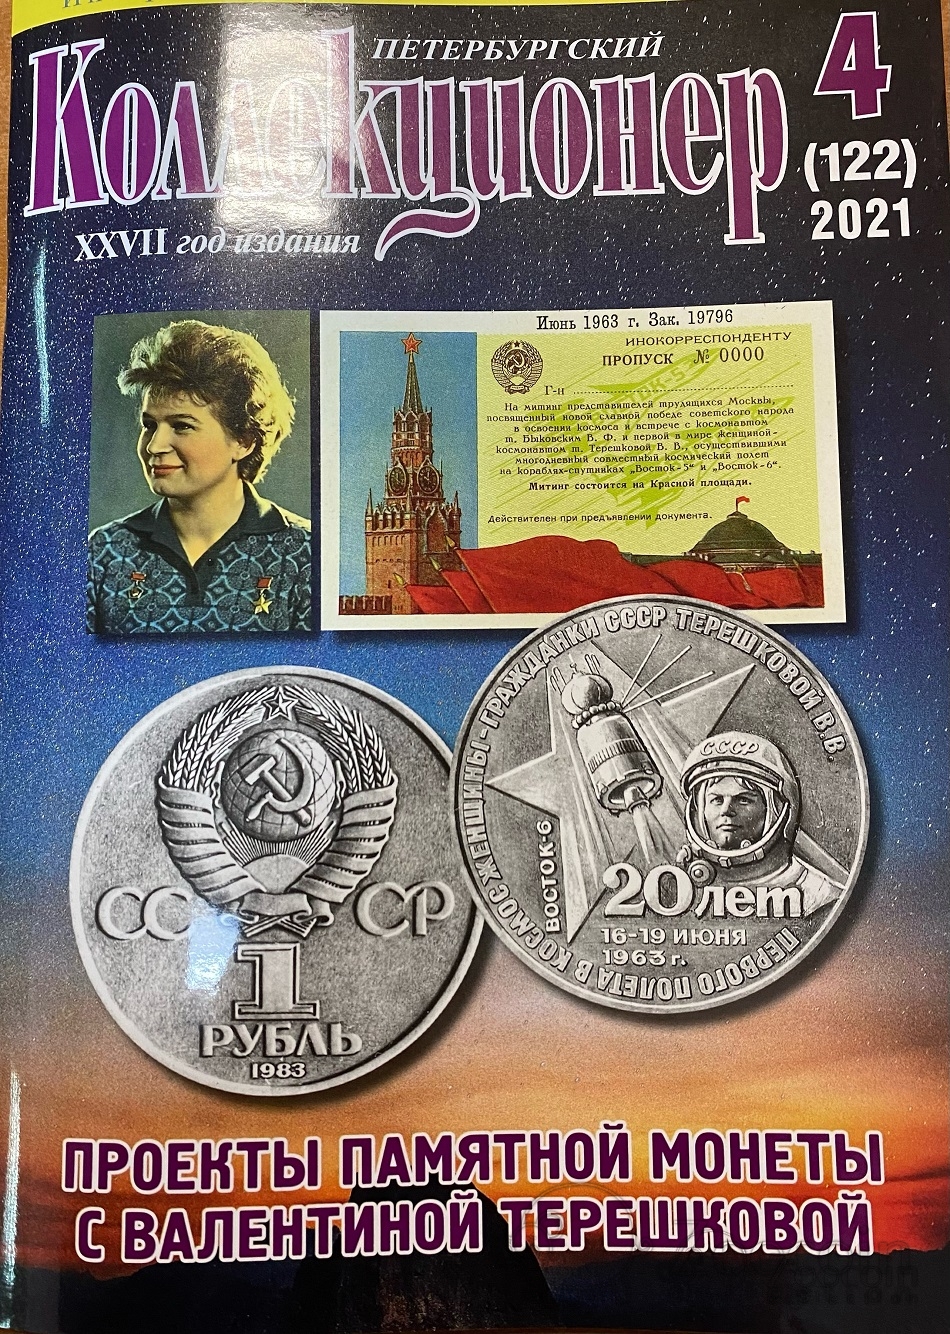 ПЕТЕРБУРГСКИЙ
Коллекционер
4
(122)
2021
XXVII год издания
Июнь 1963 г. Зак. 19796
ИНОКОРРЕСПОНДЕНТУ
ПРОПУСК № 0000
Г-н
На митинг представителей трудящихся Москвы,
посвященный новой славной победе советского народа
в освоении космоса и встрече с космонавтом
т. Быковским В. Ф. и первой в мире женщиной-
космонавтом т. Терешковой В. В., осуществившими
многодневный совместный космический полет
на кораблях-спутниках „Восток-5“ и „Восток-6“.
Митинг состоится на Красной площади.
Действителен при предъявлении документа.
ПЕРВОГО ПОЛЕТА В КОСМОС ЖЕНЩИНЫ-ГРАЖДАНКИ СССР ТЕРЕШКОВОЙ В.В.
СССР
ВОСТОК-6
20 лет
16-19 ИЮНЯ
1963 г.
СССР
1
РУБЛЬ
1983
ПРОЕКТЫ ПАМЯТНОЙ МОНЕТЫ
С ВАЛЕНТИНОЙ ТЕРЕШКОВОЙ